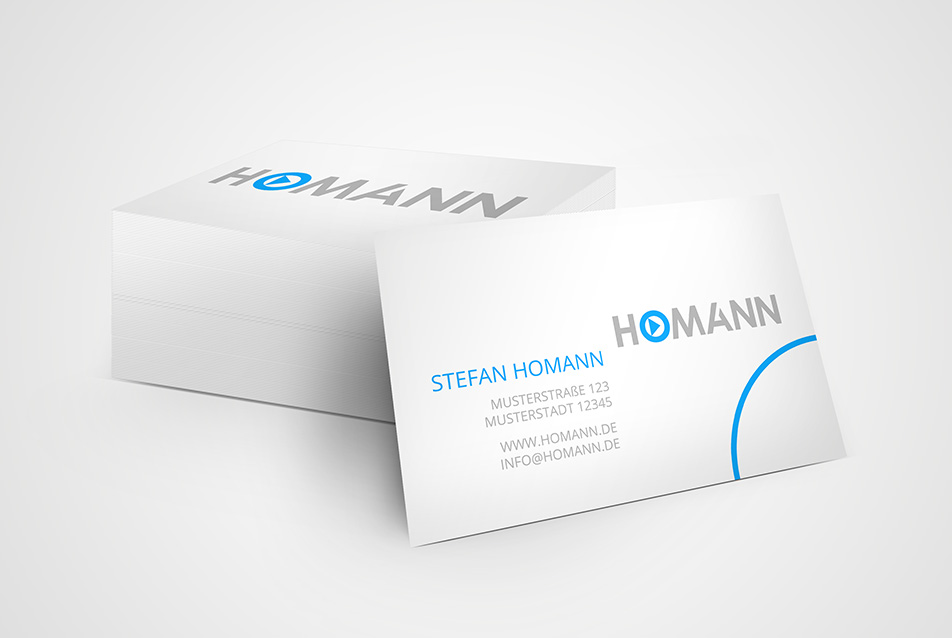 HOMANN
HOMANN
STEFAN HOMANN
MUSTERSTRAßE 123
MUSTERSTADT 12345
WWW.HOMANN.DE
INFO@HOMANN.DE